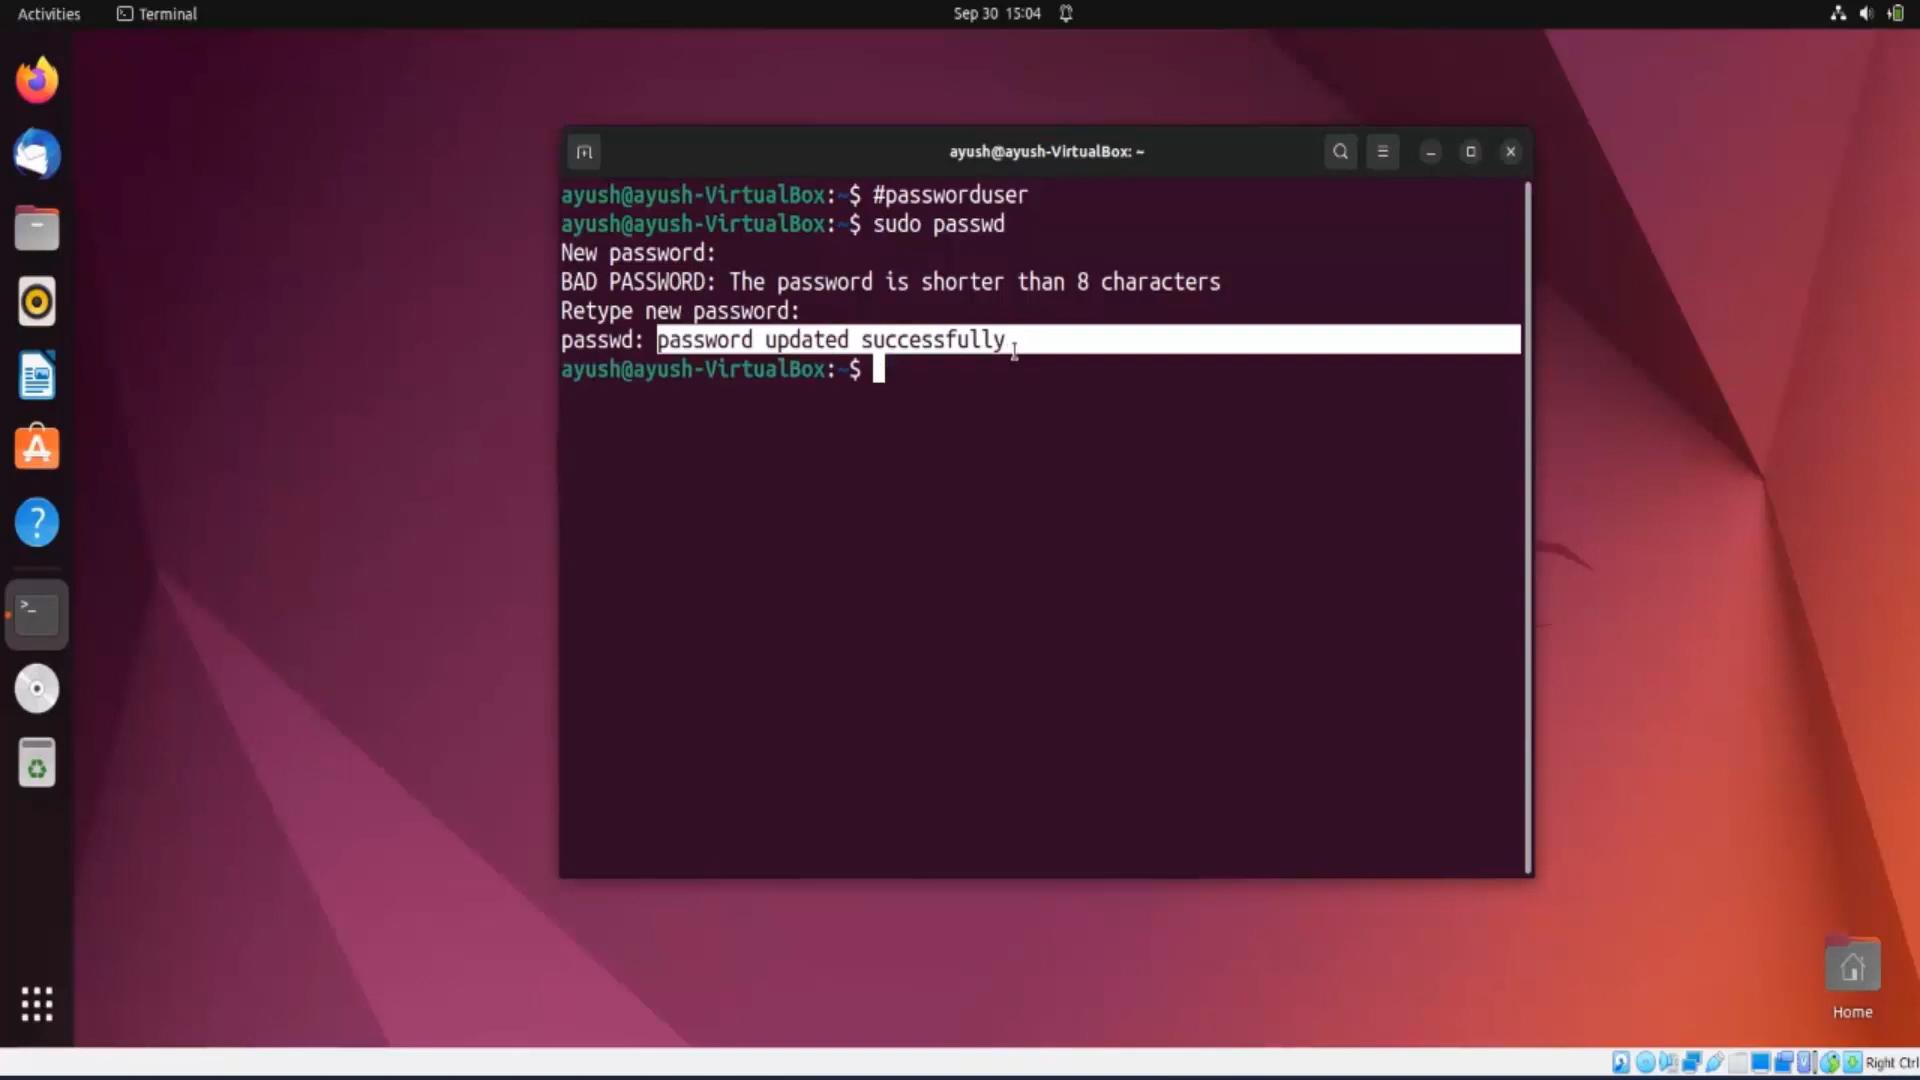 Activities
Terminal
Sep 30 15:04
ayush@ayush-VirtualBox: ~
ayush@ayush-VirtualBox:~$ #passworduser
ayush@ayush-VirtualBox:~$ sudo passwd
New password:
BAD PASSWORD: The password is shorter than 8 characters
Retype new password:
passwd: password updated successfully
ayush@ayush-VirtualBox:~$
Home
Right Ctrl